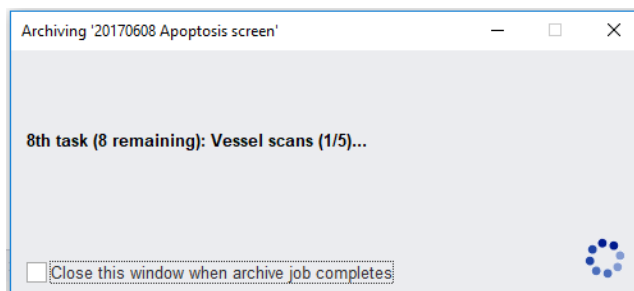 Archiving '20170608 Apoptosis screen'
8th task (8 remaining): Vessel scans (1/5)...
Close this window when archive job completes